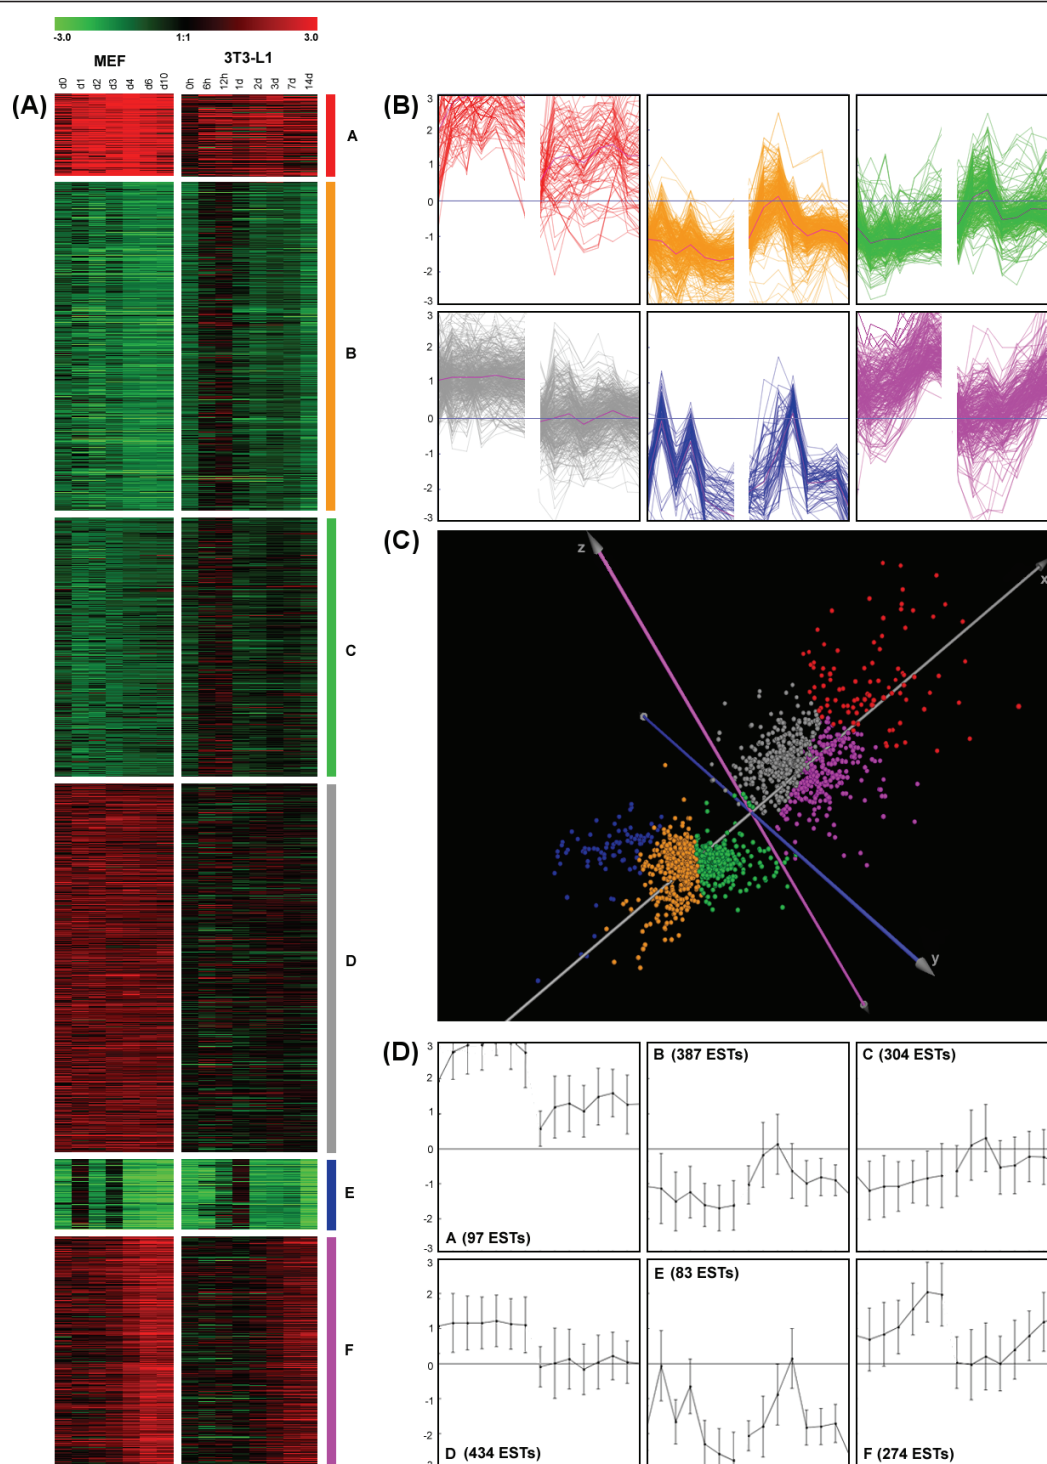 -3.0 1:1 3.0
MEF 3T3-L1
d0 d1 d2 d3 d4 d6 d10 0h 6h 12h 1d 2d 3d 7d 14d
(A)
A
B
C
D
E
F
(B)
3
2
1
0
-1
-2
-3
3
2
1
0
-1
-2
-3
(C)
z
x
y
(D)
3
2
1
0
-1
-2
-3
A (97 ESTs)
B (387 ESTs)
C (304 ESTs)
3
2
1
0
-1
-2
-3
D (434 ESTs)
E (83 ESTs)
F (274 ESTs)